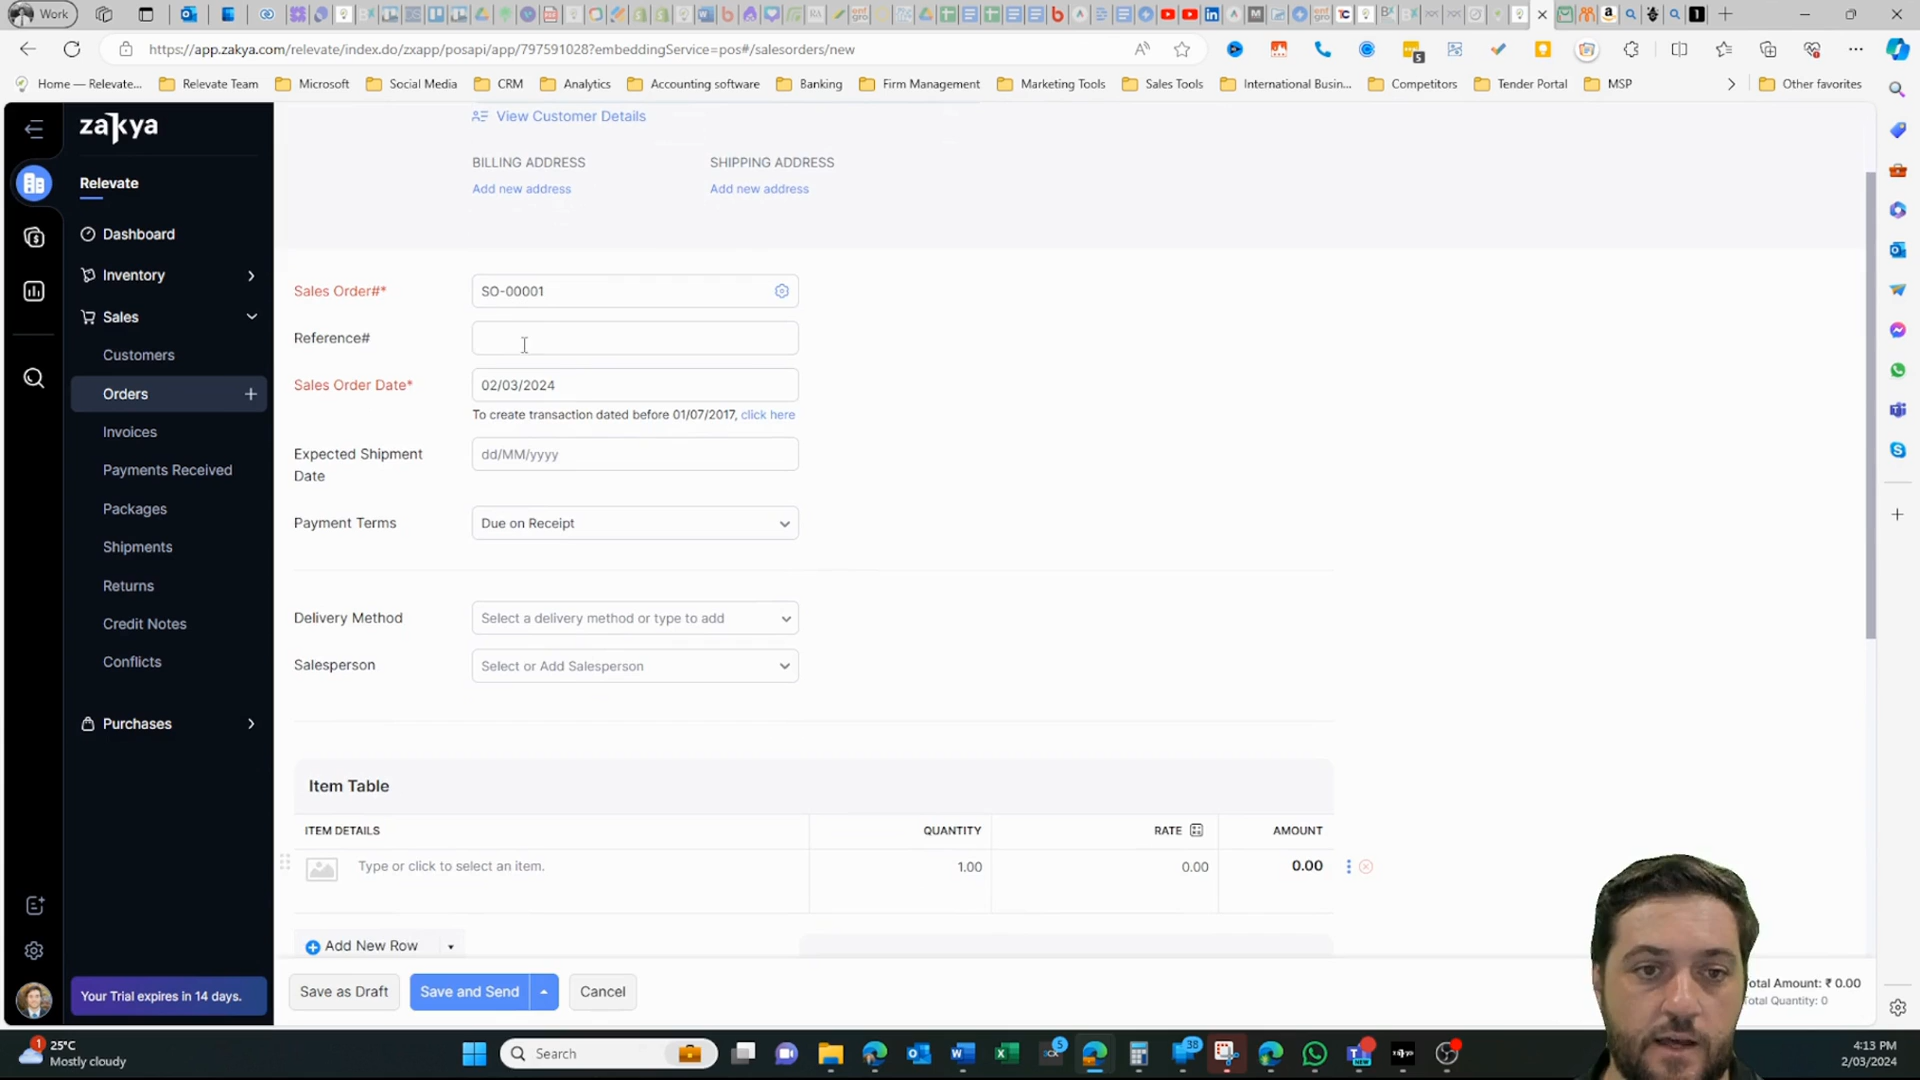 Work
https://app.zakya.com/relevate/index.do/zxapp/posapi/app/797591028?embeddingService=pos#/salesorders/new
Home — Relevate...
Relevate Team
Microsoft
Social Media
CRM
Analytics
Accounting software
Banking
Firm Management
Marketing Tools
Sales Tools
International Busin...
Competitors
Tender Portal
MSP
Other favorites
zakya
Relevate
Dashboard
Inventory
Sales
Customers
Orders
Invoices
Payments Received
Packages
Shipments
Returns
Credit Notes
Conflicts
Purchases
Your Trial expires in 14 days.
View Customer Details
BILLING ADDRESS
SHIPPING ADDRESS
Add new address
Add new address
Sales Order#*
SO-00001
Reference#
Sales Order Date*
02/03/2024
To create transaction dated before 01/07/2017, click here
Expected Shipment
Date
dd/MM/yyyy
Payment Terms
Due on Receipt
Delivery Method
Select a delivery method or type to add
Salesperson
Select or Add Salesperson
Item Table
ITEM DETAILS
QUANTITY
RATE
AMOUNT
Type or click to select an item.
1.00
0.00
0.00
Add New Row
Save as Draft
Save and Send
Cancel
otal Amount: ₹ 0.00
otal Quantity: 0
25°C
Mostly cloudy
Search
5
38
4:13 PM
2/03/2024